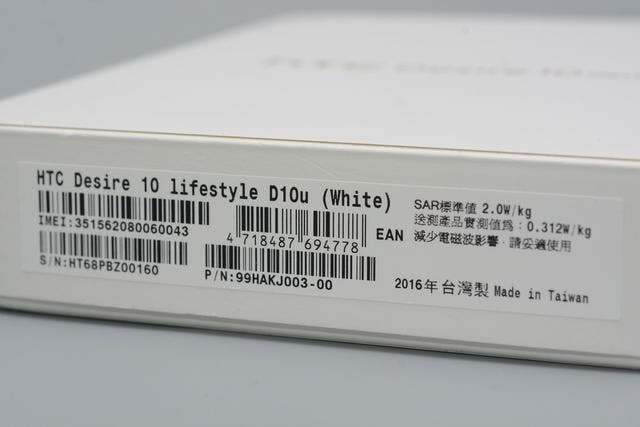 HTC Desire 10 lifestyle D10u (White)
IMEI:351562080060043
S/N:HT68PBZ00160
4 718487 694778
EAN
P/N:99HAKJ003-00
SAR標準值 2.0W/kg
送測產品實測值為：0.312W/kg
減少電磁波影響，請妥適使用
2016年台灣製 Made in Taiwan